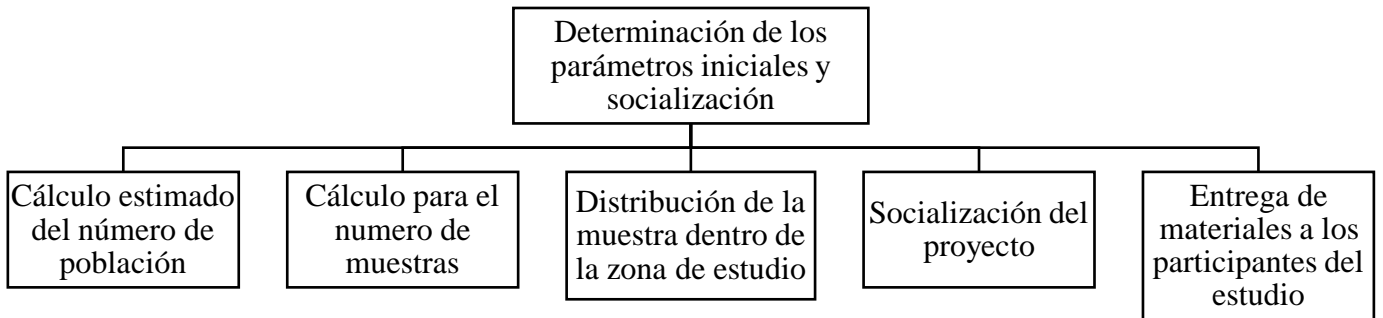 Determinación de los
parámetros iniciales y
socialización
Cálculo estimado
del número de
población
Cálculo para el
numero de
muestras
Distribución de la
muestra dentro de
la zona de estudio
Socialización del
proyecto
Entrega de
materiales a los
participantes del
estudio